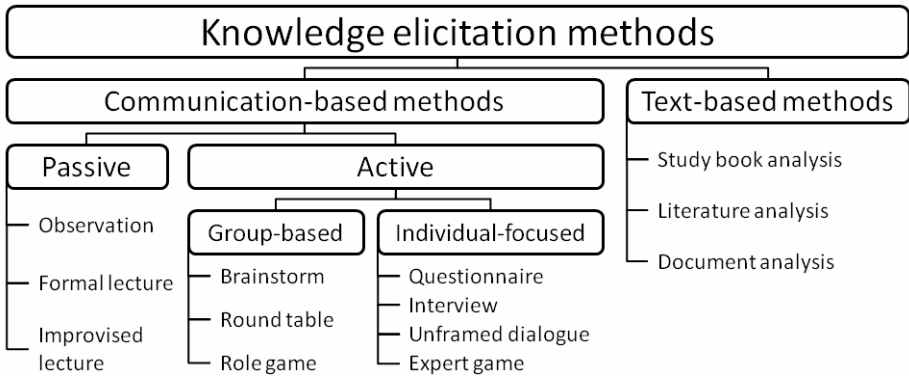 Knowledge elicitation methods
Communication-based methods
Text-based methods
Passive
Active
Study book analysis
Literature analysis
Document analysis
Observation
Formal lecture
Improvised
lecture
Group-based
Individual-focused
Brainstorm
Round table
Role game
Questionnaire
Interview
Unframed dialogue
Expert game